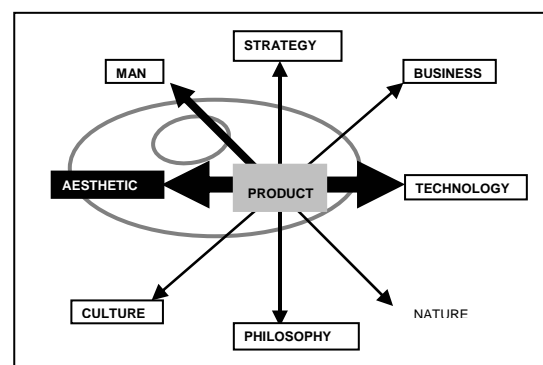 STRATEGY
MAN
BUSINESS
AESTHETIC
PRODUCT
TECHNOLOGY
CULTURE
NATURE
PHILOSOPHY